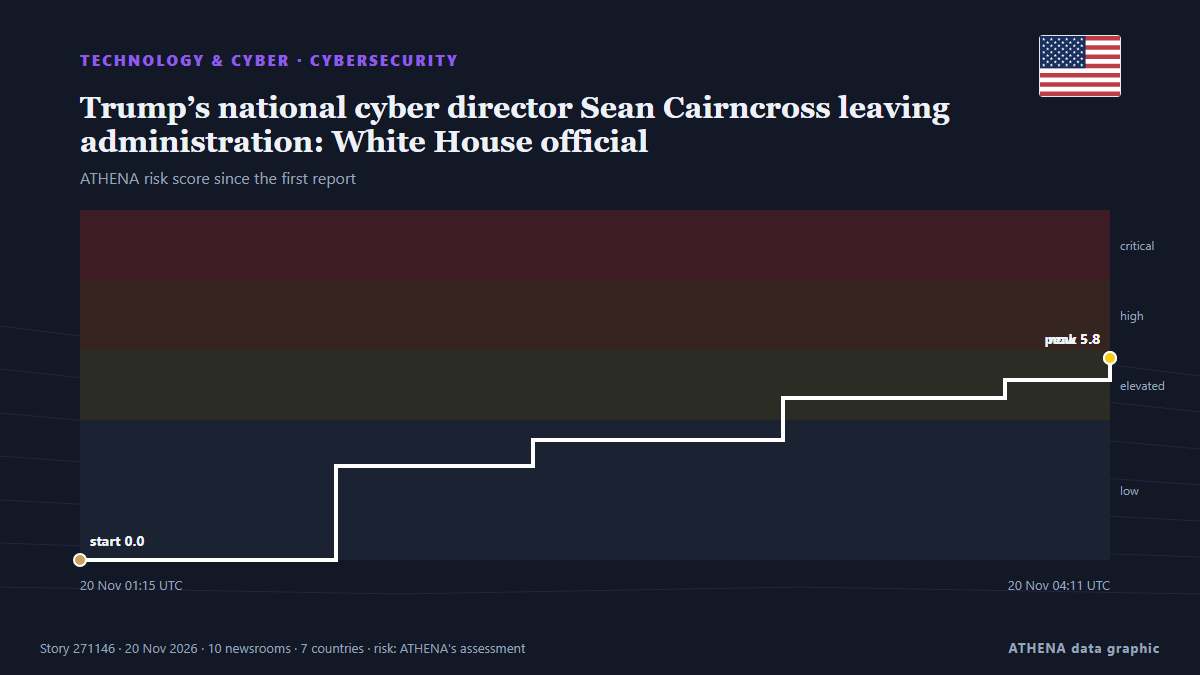 TECHNOLOGY & CYBER · CYBERSECURITY
Trump’s national cyber director Sean Cairncross leaving
administration: White House official
ATHENA risk score since the first report
critical
high
peak 5.8
elevated
low
start 0.0
20 Nov 01:15 UTC
20 Nov 04:11 UTC
Story 271146 · 20 Nov 2026 · 10 newsrooms · 7 countries · risk: ATHENA's assessment
ATHENA data graphic